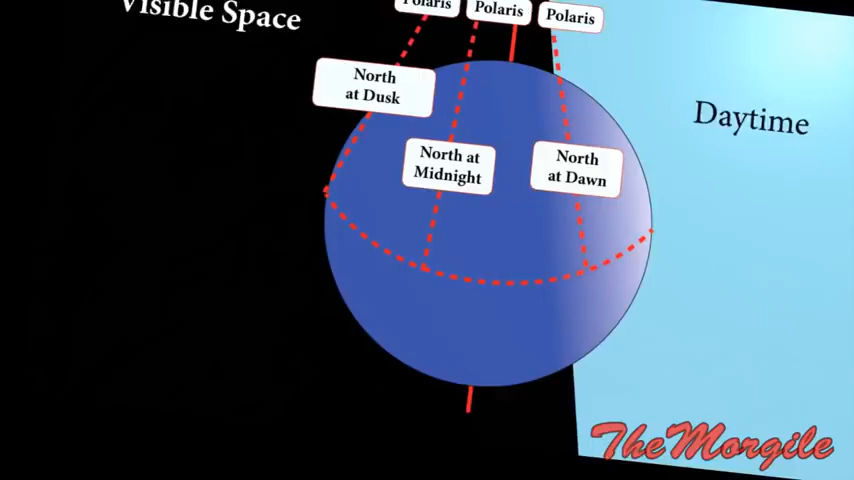 Visible Space
Polaris
Polaris
Polaris
North
at Dusk
North at
Midnight
North
at Dawn
Daytime
TheMorgile